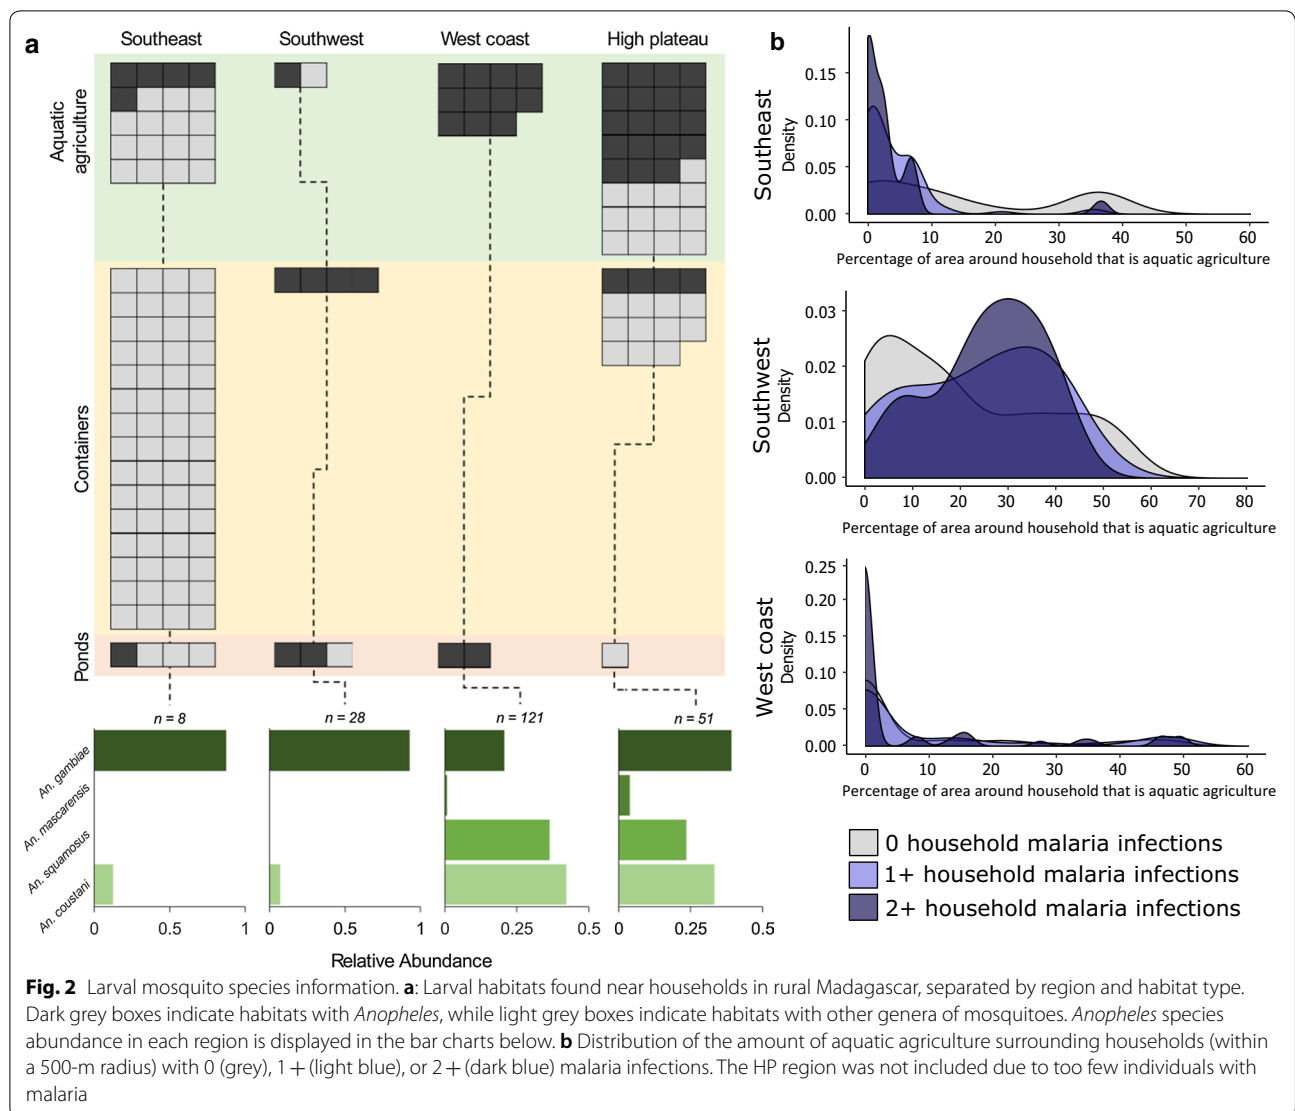 a
Southeast
Southwest
West coast
High plateau
Aquatic
agriculture
Containers
Ponds
n = 8
n = 28
n = 121
n = 51
An. gambiae
An. mascarensis
An. squamosus
An. coustani
0
0.5
1
0
0.5
1
0
0.25
0.5
0
0.25
0.5
Relative Abundance
b
Southeast
Density
0.15
0.10
0.05
0.00
0 10 20 30 40 50 60
Percentage of area around household that is aquatic agriculture
Southwest
Density
0.03
0.02
0.01
0.00
0 10 20 30 40 50 60 70 80
Percentage of area around household that is aquatic agriculture
West coast
Density
0.25
0.20
0.15
0.10
0.05
0.00
0 10 20 30 40 50 60
Percentage of area around household that is aquatic agriculture
0 household malaria infections
1+ household malaria infections
2+ household malaria infections
Fig. 2 Larval mosquito species information. a: Larval habitats found near households in rural Madagascar, separated by region and habitat type.
Dark grey boxes indicate habitats with Anopheles, while light grey boxes indicate habitats with other genera of mosquitoes. Anopheles species
abundance in each region is displayed in the bar charts below. b Distribution of the amount of aquatic agriculture surrounding households (within
a 500-m radius) with 0 (grey), 1 + (light blue), or 2 + (dark blue) malaria infections. The HP region was not included due to too few individuals with
malaria